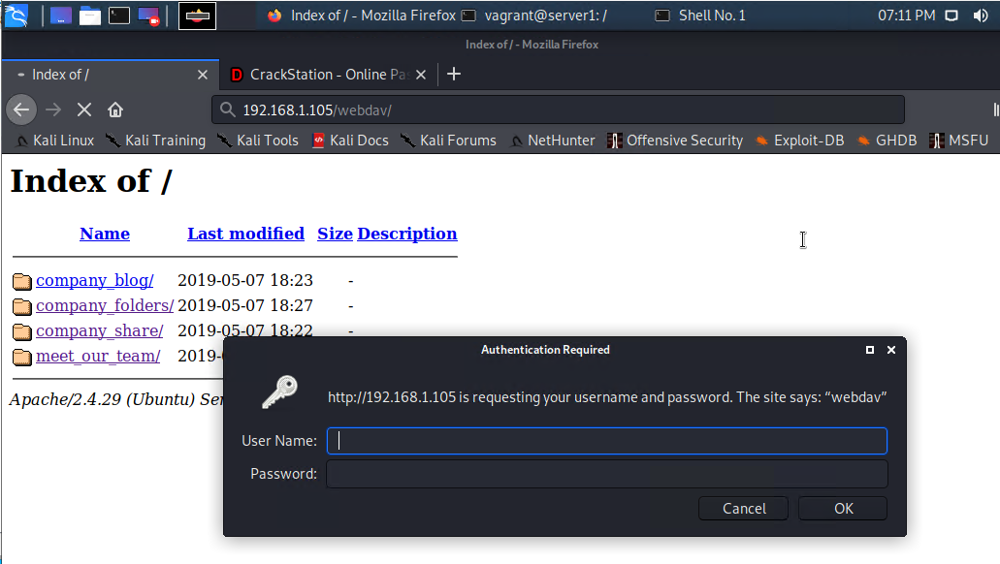 Index of / - Mozilla Firefox vagrant@server1: / Shell No. 1 07:11 PM
Index of / - Mozilla Firefox
Index of / CrackStation - Online Pa
192.168.1.105/webdav/
Kali Linux Kali Training Kali Tools Kali Docs Kali Forums NetHunter Offensive Security Exploit-DB GHDB MSFU
Index of /
Name Last modified Size Description
company_blog/ 2019-05-07 18:23 -
company_folders/ 2019-05-07 18:27 -
company_share/ 2019-05-07 18:22 -
meet_our_team/ 2019-
Apache/2.4.29 (Ubuntu) Ser
Authentication Required
http://192.168.1.105 is requesting your username and password. The site says: “webdav”
User Name:
Password:
Cancel OK